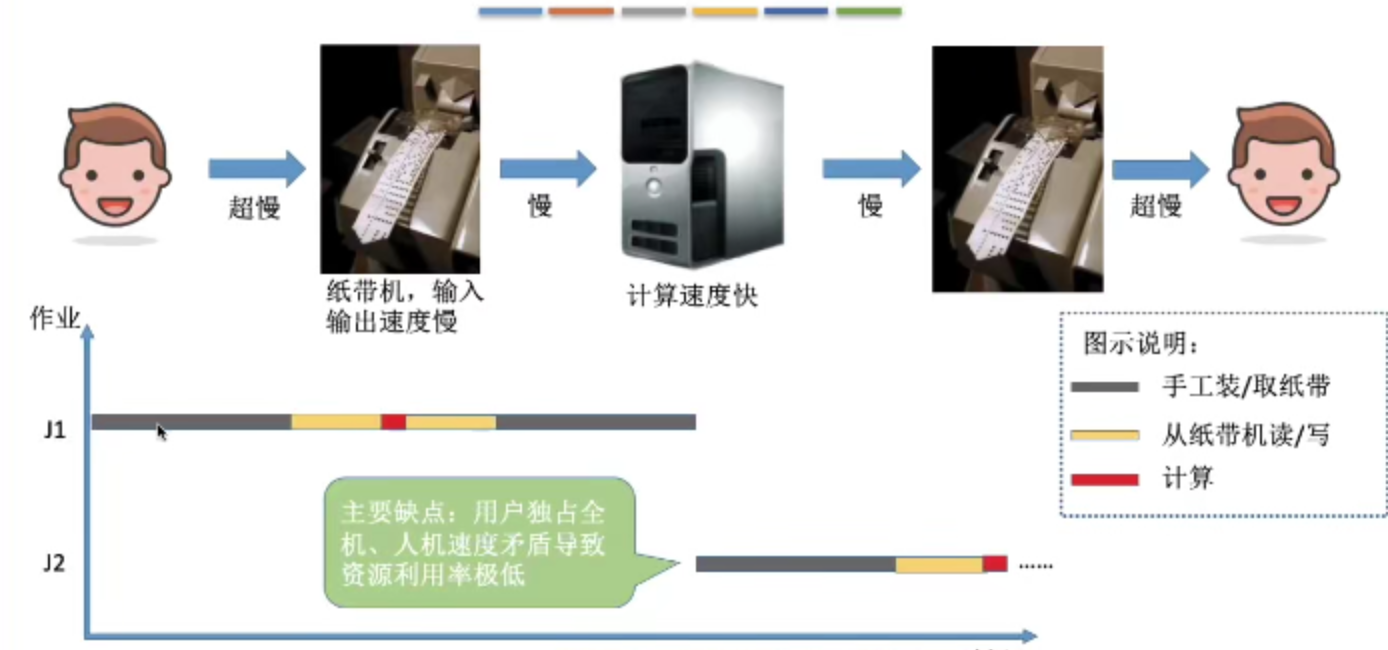 超慢
慢
慢
超慢
纸带机，输入
输出速度慢
计算速度快
作业
图示说明：
手工装/取纸带
从纸带机读/写
计算
J1
主要缺点：用户独占全
机、人机速度矛盾导致
资源利用率极低
J2
……